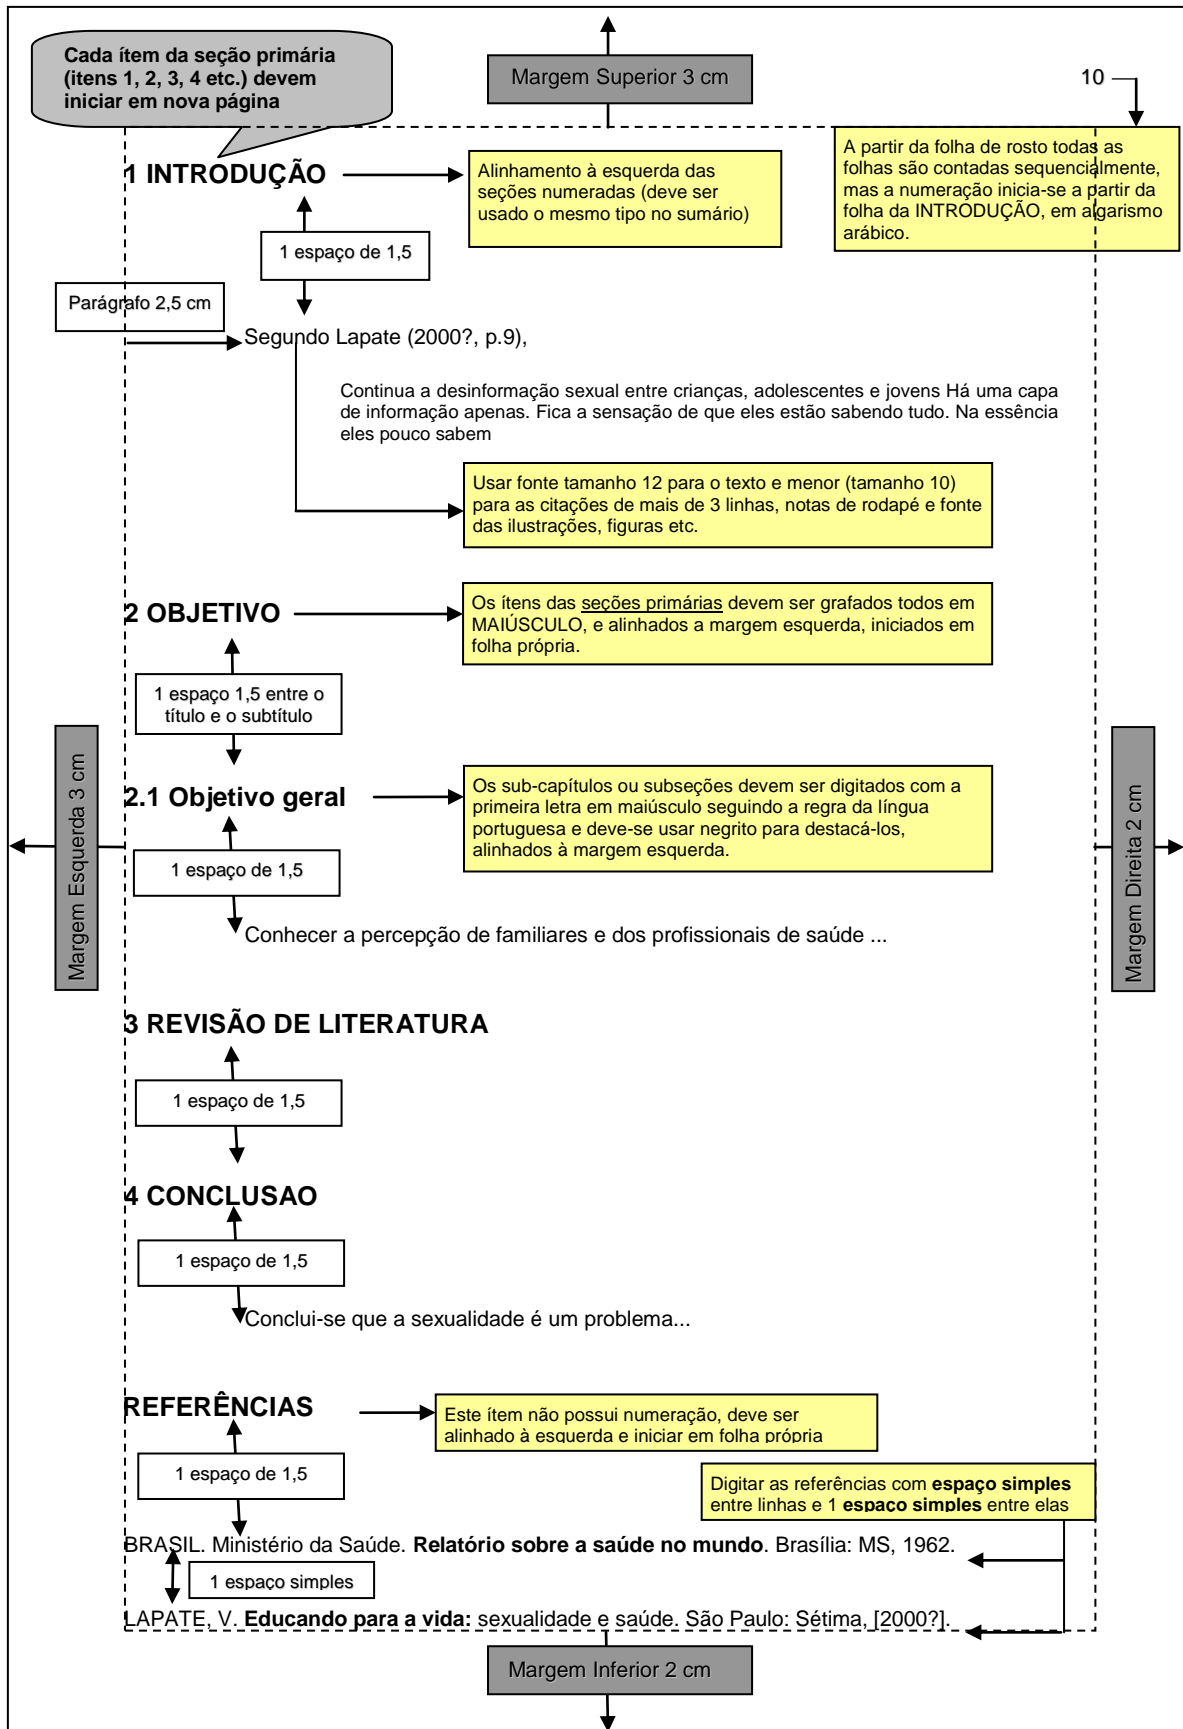 Cada ítem da seção primária
(itens 1, 2, 3, 4 etc.) devem
iniciar em nova página
Margem Superior 3 cm
10
1 INTRODUÇÃO
Alinhamento à esquerda das
seções numeradas (deve ser
usado o mesmo tipo no sumário)
A partir da folha de rosto todas as
folhas são contadas sequencialmente,
mas a numeração inicia-se a partir da
folha da INTRODUÇÃO, em algarismo
arábico.
1 espaço de 1,5
Parágrafo 2,5 cm
Segundo Lapate (2000?, p.9),
Continua a desinformação sexual entre crianças, adolescentes e jovens Há uma capa
de informação apenas. Fica a sensação de que eles estão sabendo tudo. Na essência
eles pouco sabem
Usar fonte tamanho 12 para o texto e menor (tamanho 10)
para as citações de mais de 3 linhas, notas de rodapé e fonte
das ilustrações, figuras etc.
2 OBJETIVO
Os ítens das seções primárias devem ser grafados todos em
MAIÚSCULO, e alinhados a margem esquerda, iniciados em
folha própria.
1 espaço 1,5 entre o
título e o subtítulo
Margem Esquerda 3 cm
Margem Direita 2 cm
2.1 Objetivo geral
Os sub-capítulos ou subseções devem ser digitados com a
primeira letra em maiúsculo seguindo a regra da língua
portuguesa e deve-se usar negrito para destacá-los,
alinhados à margem esquerda.
1 espaço de 1,5
Conhecer a percepção de familiares e dos profissionais de saúde ...
3 REVISÃO DE LITERATURA
1 espaço de 1,5
4 CONCLUSAO
1 espaço de 1,5
Conclui-se que a sexualidade é um problema...
REFERÊNCIAS
Este ítem não possui numeração, deve ser
alinhado à esquerda e iniciar em folha própria
1 espaço de 1,5
Digitar as referências com espaço simples
entre linhas e 1 espaço simples entre elas
BRASIL. Ministério da Saúde. Relatório sobre a saúde no mundo. Brasília: MS, 1962.
1 espaço simples
LAPATE, V. Educando para a vida: sexualidade e saúde. São Paulo: Sétima, [2000?].
Margem Inferior 2 cm